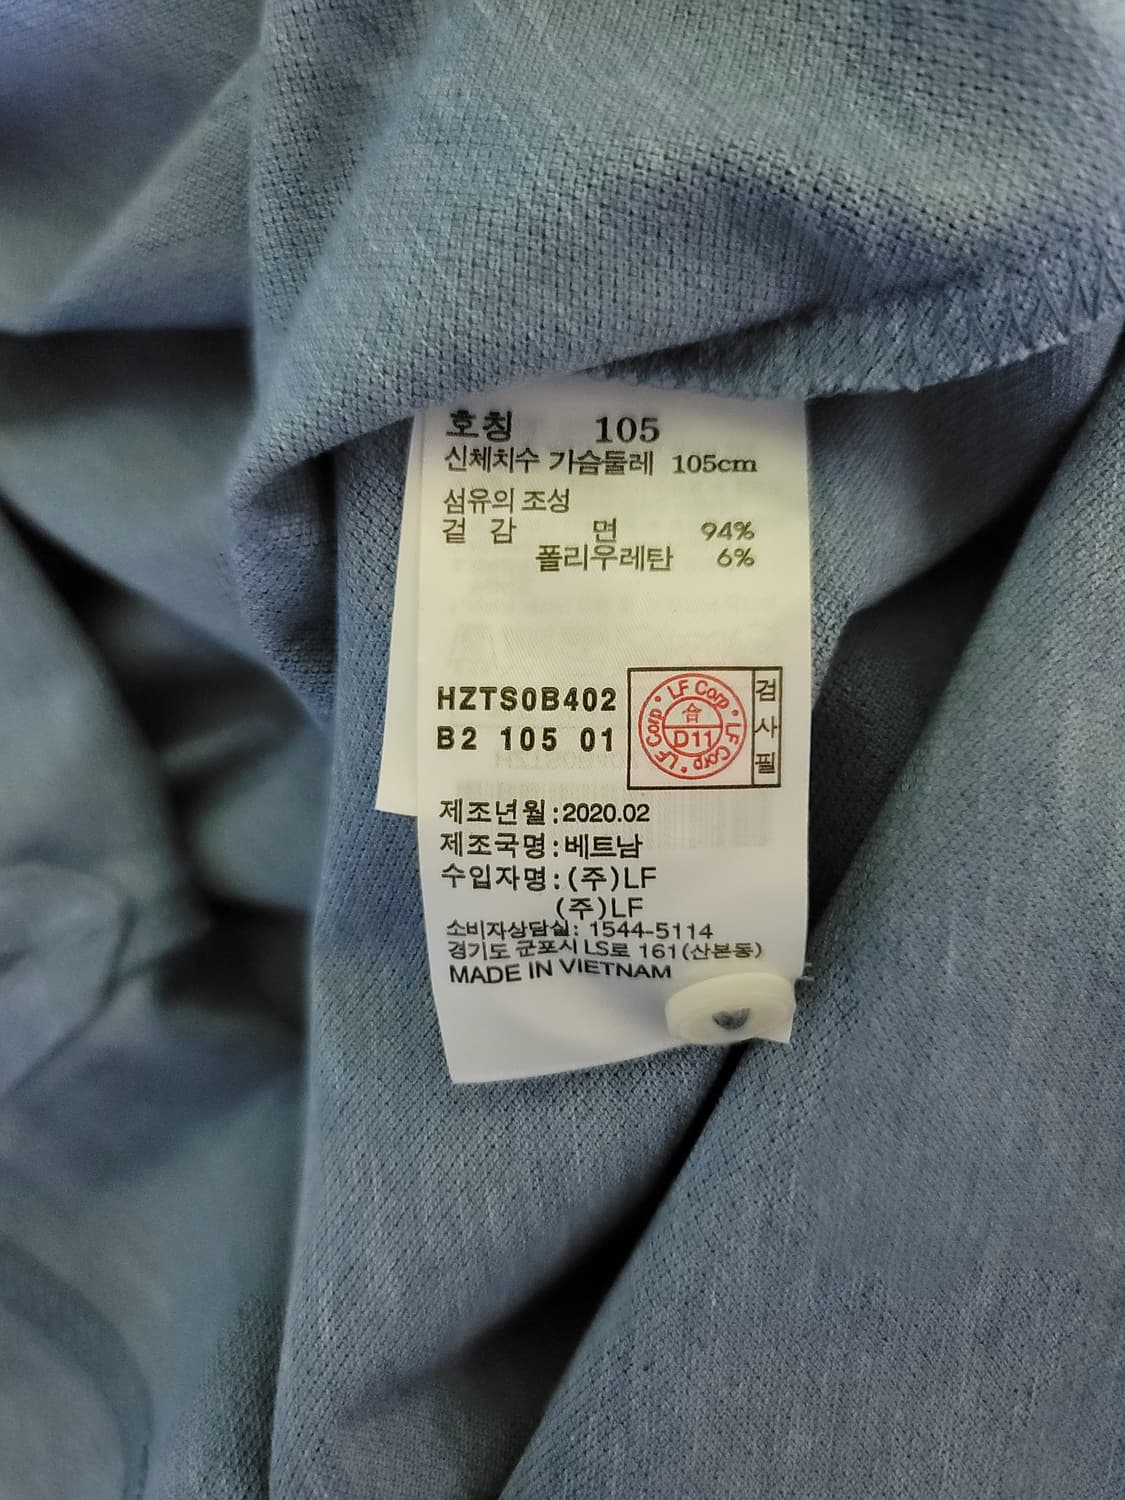 호칭 105
신체치수 가슴둘레 105cm
섬유의 조성
겉 감 면 94%
폴리우레탄 6%
HZTS0B402
B2 105 01
LF Corp • LF Corp • LF Corp •
合
D11
검사필
제조년월:2020.02
제조국명:베트남
수입자명:(주)LF
(주)LF
소비자상담실: 1544-5114
경기도 군포시 LS로 161(산본동)
MADE IN VIETNAM